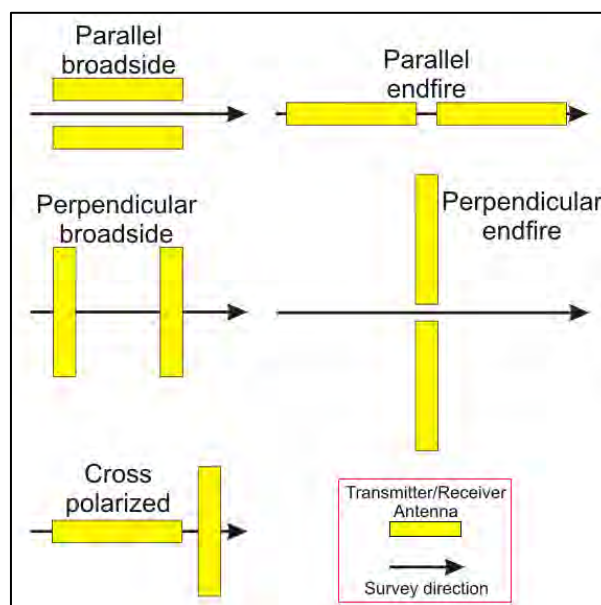 Parallel
broadside
Parallel
endfire
Perpendicular
broadside
Perpendicular
endfire
Cross
polarized
Transmitter/Receiver
Antenna
Survey direction